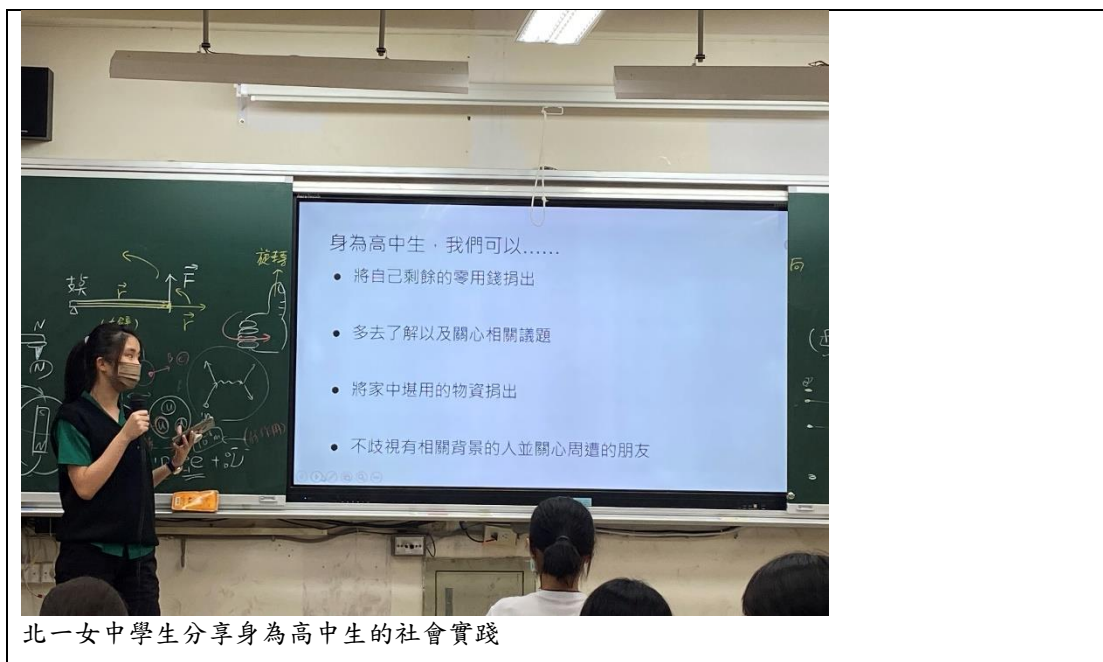 身為高中生，我們可以......
● 將自己剩餘的零用錢捐出
● 多去了解以及關心相關議題
● 將家中堪用的物資捐出
● 不歧視有相關背景的人並關心周遭的朋友
旋轉
F
r
r
N
向
北一女中學生分享身為高中生的社會實踐